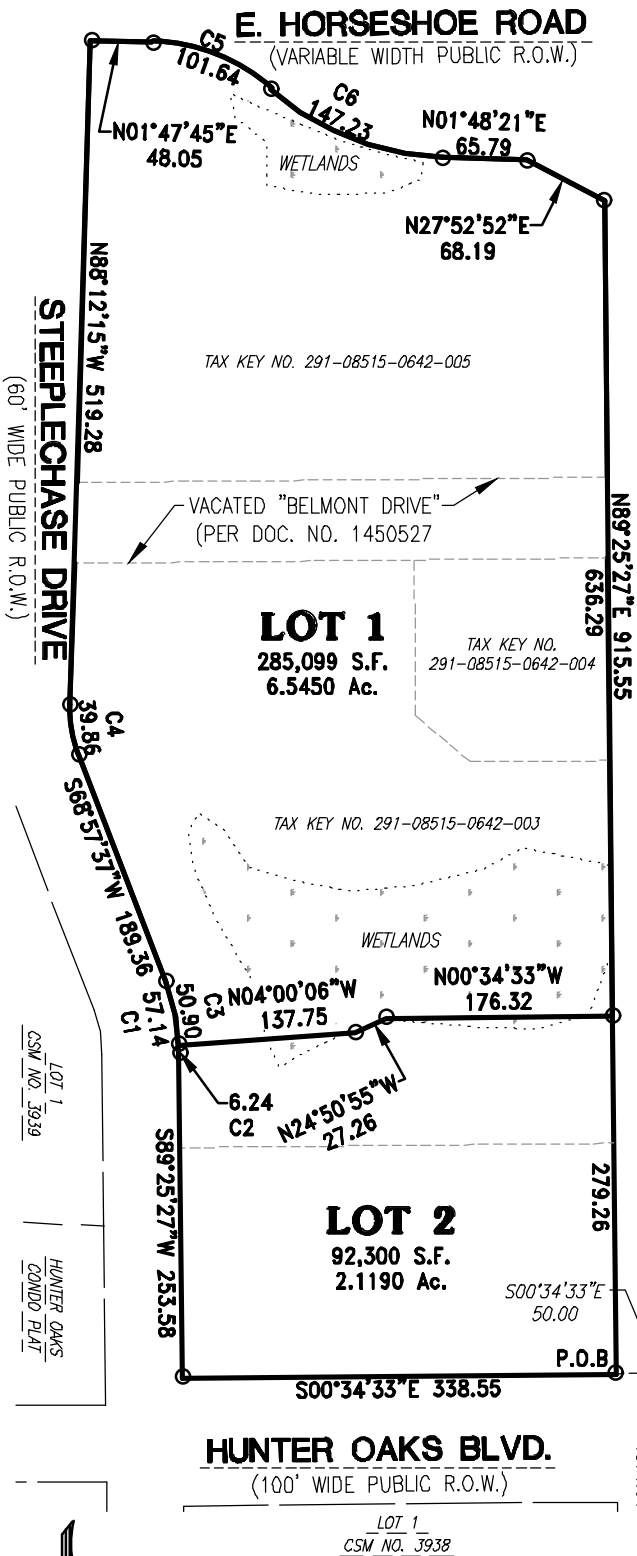 E. HORSESHOE ROAD
(VARIABLE WIDTH PUBLIC R.O.W.)
C5
101.64
C6
147.23
N01°47'45"E
48.05
WETLANDS
N01°48'21"E
65.79
N27°52'52"E
68.19
N88°12'15"W 519.28
STEEPLECHASE DRIVE
(60' WIDE PUBLIC R.O.W.)
TAX KEY NO. 291-08515-0642-005
VACATED "BELMONT DRIVE"
(PER DOC. NO. 1450527
N89°25'27"E 915.55
636.29
LOT 1
285,099 S.F.
6.5450 Ac.
TAX KEY NO.
291-08515-0642-004
C4
39.86
S68°57'37"W 189.36
TAX KEY NO. 291-08515-0642-003
WETLANDS
57.14
C1
C3
50.90
N04°00'06"W
137.75
N00°34'33"W
176.32
6.24
C2
N24°50'55"W
27.26
LOT 1
CSM NO. 3939
S89°25'27"W 253.58
279.26
LOT 2
92,300 S.F.
2.1190 Ac.
HUNTER OAKS
CONDO PLAT
S00°34'33"E
50.00
P.O.B
S00°34'33"E 338.55
HUNTER OAKS BLVD.
(100' WIDE PUBLIC R.O.W.)
LOT 1
CSM NO. 3938